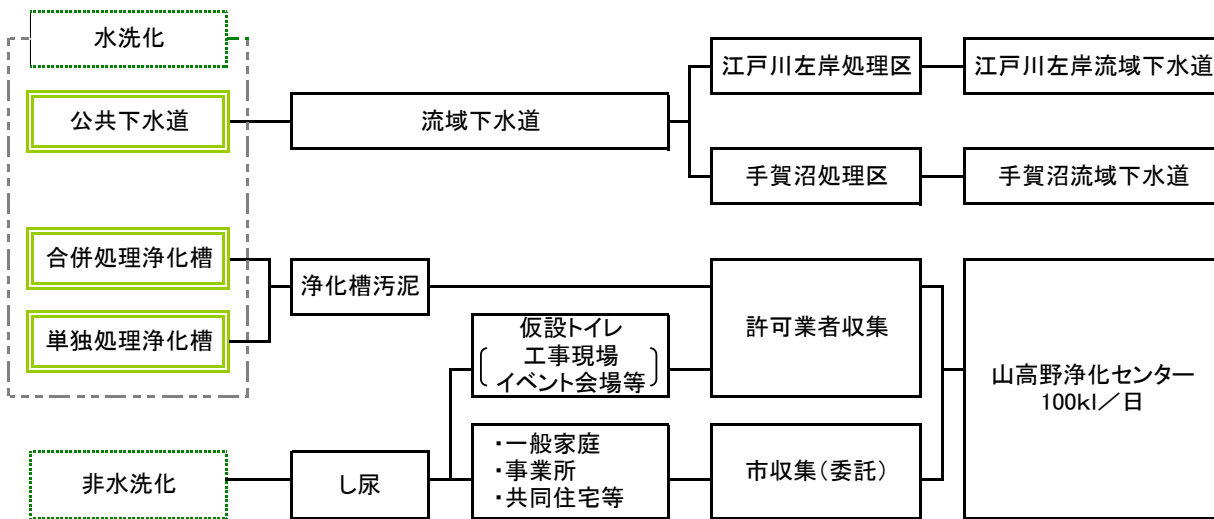 水洗化
公共下水道
流域下水道
江戸川左岸処理区
江戸川左岸流域下水道
手賀沼処理区
手賀沼流域下水道
合併処理浄化槽
単独処理浄化槽
浄化槽汚泥
仮設トイレ
工事現場
イベント会場等
許可業者収集
山高野浄化センター
100kl／日
非水洗化
し尿
・一般家庭
・事業所
・共同住宅等
市収集(委託)